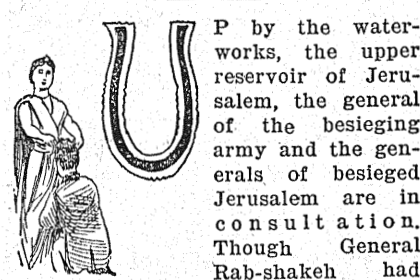 UP by the water-
works, the upper
reservoir of Jeru-
salem, the general
of the besieging
army and the gen-
erals of besieged
Jerusalem are in
consultation.
Though General
Rab-shakeh had